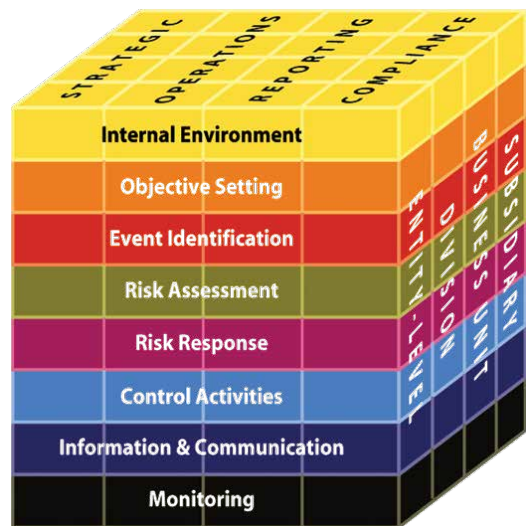 STRATEGIC
OPERATIONS
REPORTING
COMPLIANCE
Internal Environment
Objective Setting
Event Identification
Risk Assessment
Risk Response
Control Activities
Information & Communication
Monitoring
ENTITY-LEVEL
DIVISION
BUSINESS UNIT
SUBSIDIARY